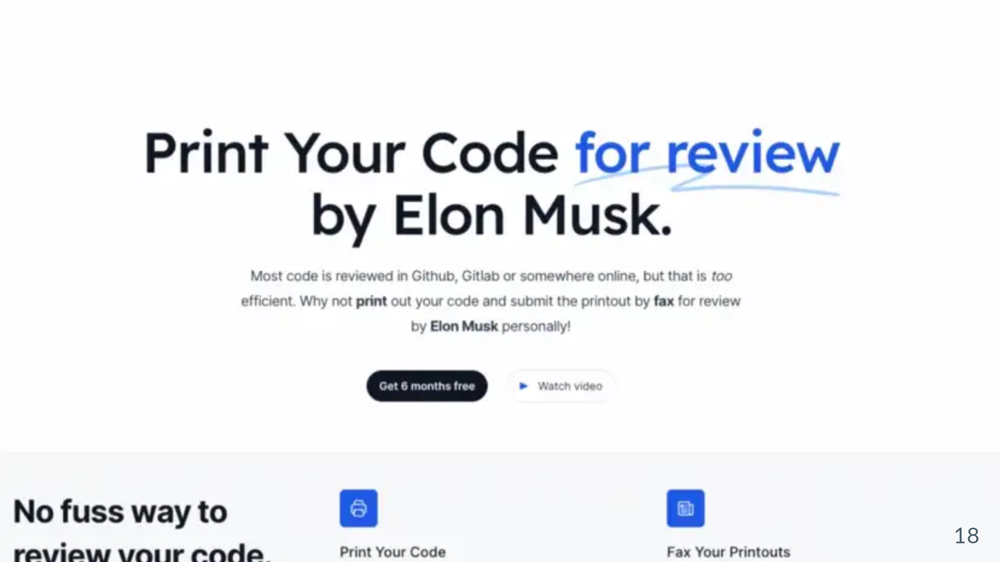 Print Your Code for review
by Elon Musk.
Most code is reviewed in Github, Gitlab or somewhere online, but that is too
efficient. Why not print out your code and submit the printout by fax for review
by Elon Musk personally!
Get 6 months free
Watch video
No fuss way to
review your code.
Print Your Code
Fax Your Printouts
18